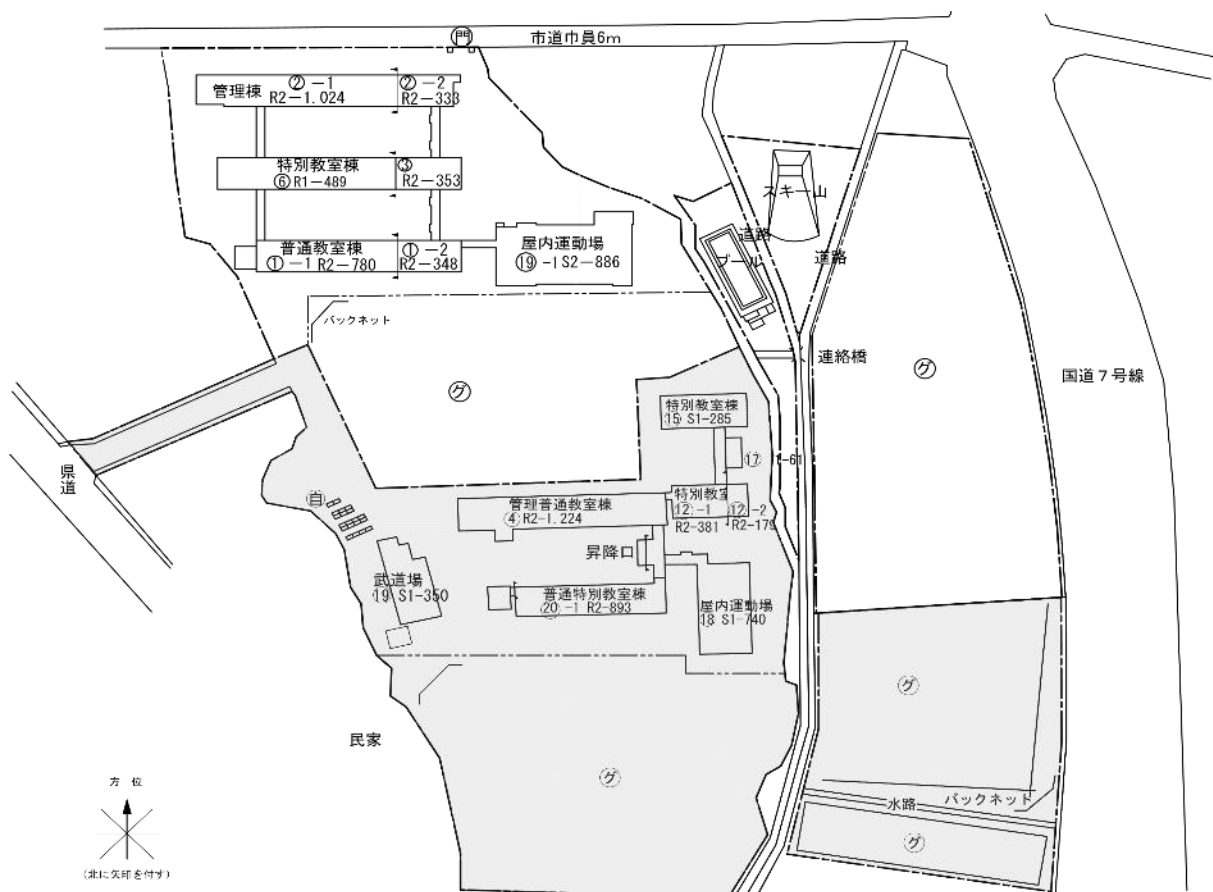 門
市道巾員6m
管理棟
② -1
R2-1.024
② -2
R2-333
特別教室棟
⑥ R1-489
③
R2-353
スキー山
道路
プール
道路
普通教室棟
① -1 R2-780
① -2
R2-348
屋内運動場
⑲ -1 S2-886
バックネット
連絡橋
グ
グ
国道7号線
特別教室棟
⑮ S1-285
⑰
1-61
県道
自
管理普通教室棟
④ R2-1.224
特別教室
⑫ -1
R2-381
⑫ -2
R2-179
昇降口
武道場
⑲ S1-350
普通特別教室棟
⑳ -1 R2-893
屋内運動場
⑱ S1-740
グ
民家
グ
バックネット
水路
グ
方 位
(北に矢印を付す)